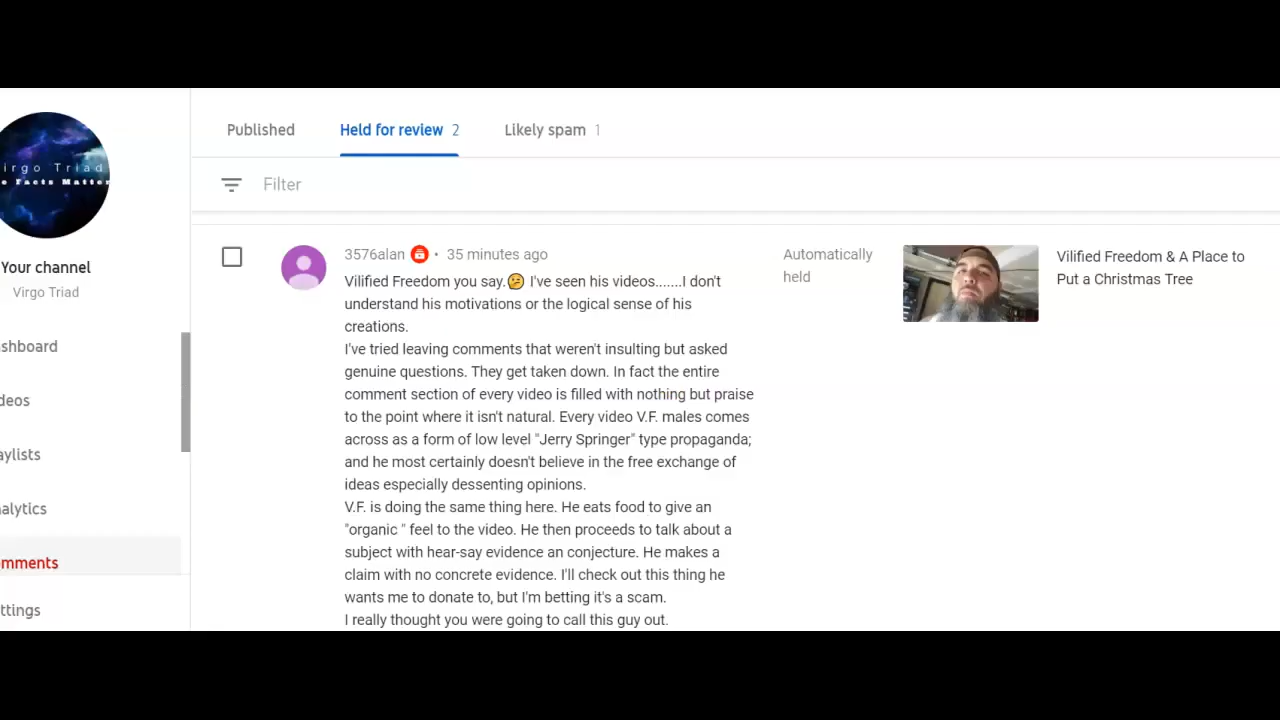 Published Held for review 2 Likely spam 1
Filter
irgo Triad
e Facts Matter
Your channel
Virgo Triad
shboard
deos
aylists
alytics
mments
ttings
3576alan • 35 minutes ago
Vilified Freedom you say.🤔 I've seen his videos.......I don't
understand his motivations or the logical sense of his
creations.
I've tried leaving comments that weren't insulting but asked
genuine questions. They get taken down. In fact the entire
comment section of every video is filled with nothing but praise
to the point where it isn't natural. Every video V.F. males comes
across as a form of low level "Jerry Springer" type propaganda;
and he most certainly doesn't believe in the free exchange of
ideas especially dessenting opinions.
V.F. is doing the same thing here. He eats food to give an
"organic " feel to the video. He then proceeds to talk about a
subject with hear-say evidence an conjecture. He makes a
claim with no concrete evidence. I'll check out this thing he
wants me to donate to, but I'm betting it's a scam.
I really thought you were going to call this guy out.
Automatically
held
Vilified Freedom & A Place to
Put a Christmas Tree